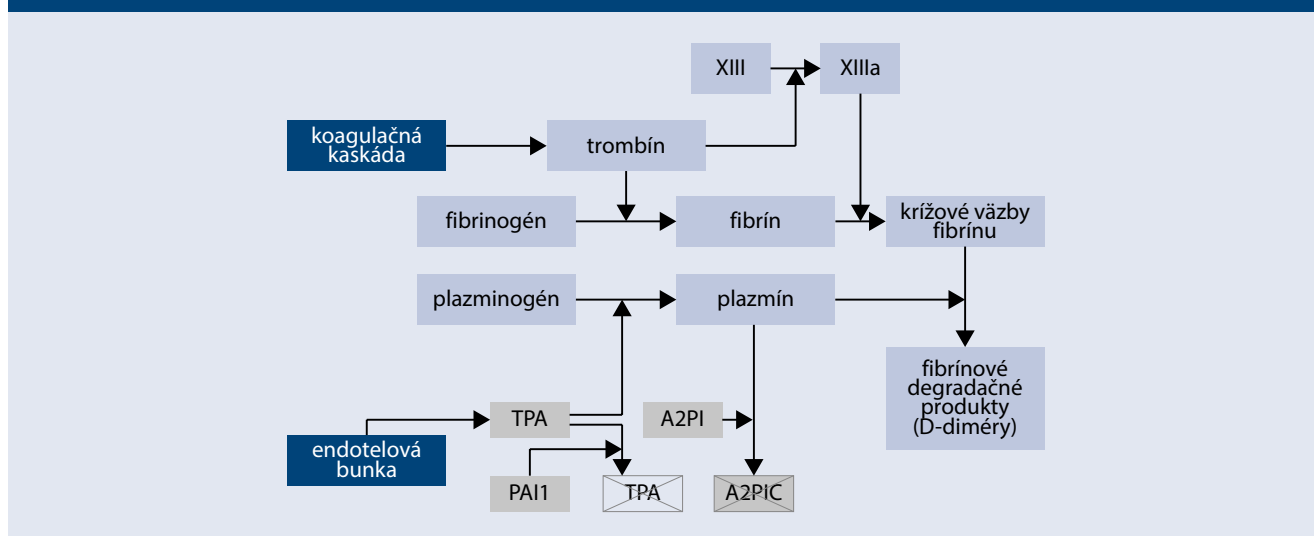 XIII
XIIIa
koagulačná
kaskáda
trombín
fibrinogén
fibrín
krížové väzby
fibrínu
plazminogén
plazmín
fibrínové
degradačné
produkty
(D-diméry)
TPA
A2PI
endotelová
bunka
PAI1
TPA
A2PIC